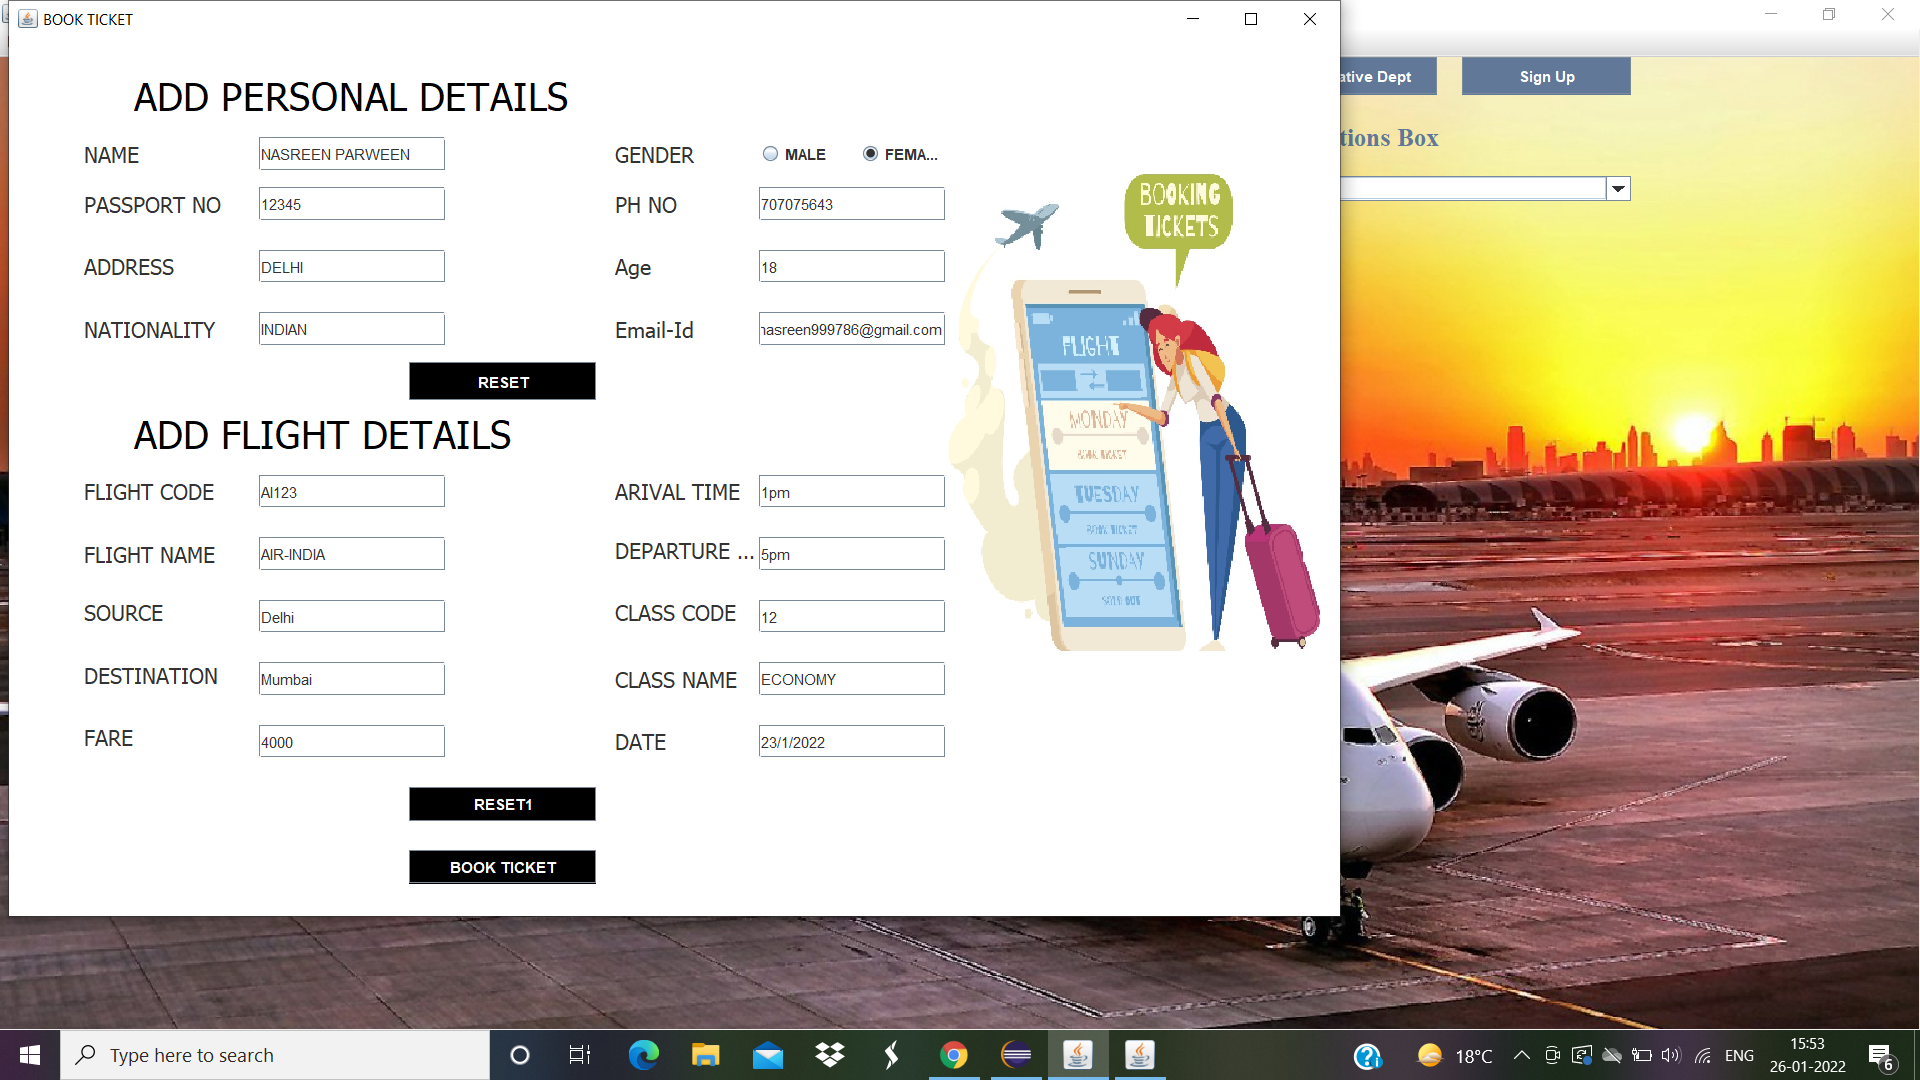 BOOK TICKET
ative Dept
Sign Up
tions Box
ADD PERSONAL DETAILS
NAME NASREEN PARWEEN GENDER MALE FEMA...
PASSPORT NO 12345 PH NO 707075643
ADDRESS DELHI Age 18
NATIONALITY INDIAN Email-Id nasreen999786@gmail.com
RESET
ADD FLIGHT DETAILS
FLIGHT CODE AI123 ARIVAL TIME 1pm
FLIGHT NAME AIR-INDIA DEPARTURE ... 5pm
SOURCE Delhi CLASS CODE 12
DESTINATION Mumbai CLASS NAME ECONOMY
FARE 4000 DATE 23/1/2022
RESET1
BOOK TICKET
BOOKING
TICKETS
FLIGHT
MONDAY
TUESDAY
SUNDAY
Type here to search
18°C
ENG
15:53
26-01-2022
6